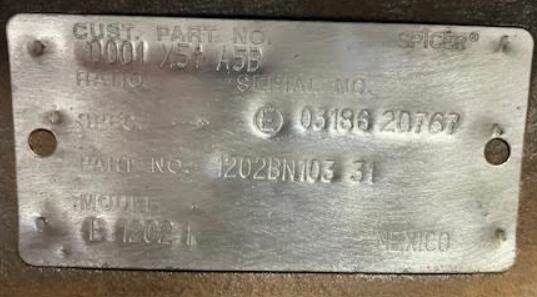 CUST. PART NO. SPICER®
0001 X51 A5B
RATIO SERIAL NO.
SPEC. E 03186 20767
PART NO. 1202BN103 31
MODEL
E 1202 I
MEXICO